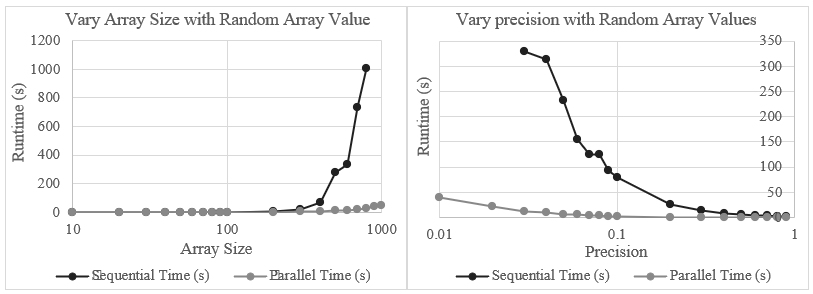 Vary Array Size with Random Array Value
1200
1000
800
600
400
200
0
Runtime (s)
10
100
1000
Array Size
Sequential Time (s)
Parallel Time (s)
Vary precision with Random Array Values
350
300
250
200
150
100
50
Runtime (s)
0.01
0.1
1
Precision
Sequential Time (s)
Parallel Time (s)